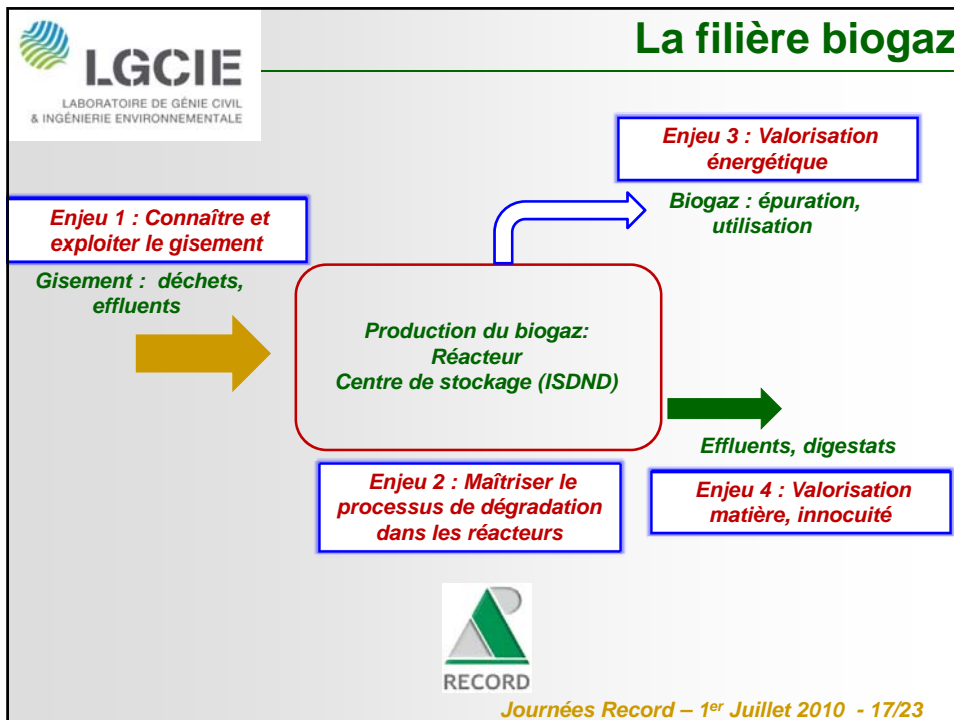 LGCIE
LABORATOIRE DE GÉNIE CIVIL
& INGÉNIERIE ENVIRONNEMENTALE
La filière biogaz
Enjeu 3 : Valorisation
énergétique
Biogaz : épuration,
utilisation
Enjeu 1 : Connaître et
exploiter le gisement
Gisement : déchets,
effluents
Production du biogaz:
Réacteur
Centre de stockage (ISDND)
Effluents, digestats
Enjeu 2 : Maîtriser le
processus de dégradation
dans les réacteurs
Enjeu 4 : Valorisation
matière, innocuité
RECORD
Journées Record – 1er Juillet 2010 - 17/23